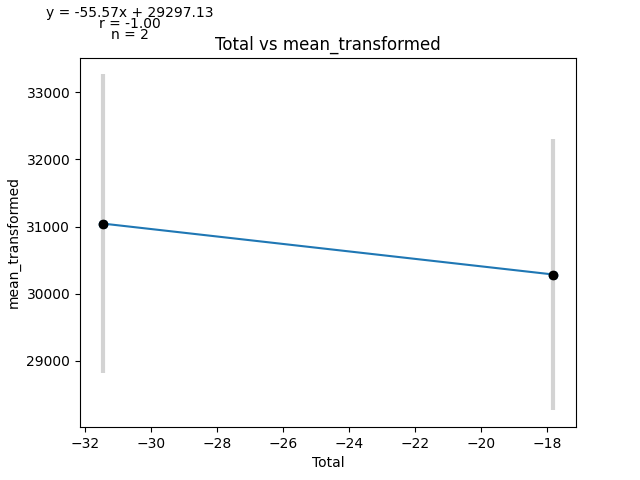 y = -55.57x + 29297.13
r = -1.00
n = 2
Total vs mean_transformed
33000
32000
31000
30000
29000
mean_transformed
−32
−30
−28
−26
−24
−22
−20
−18
Total